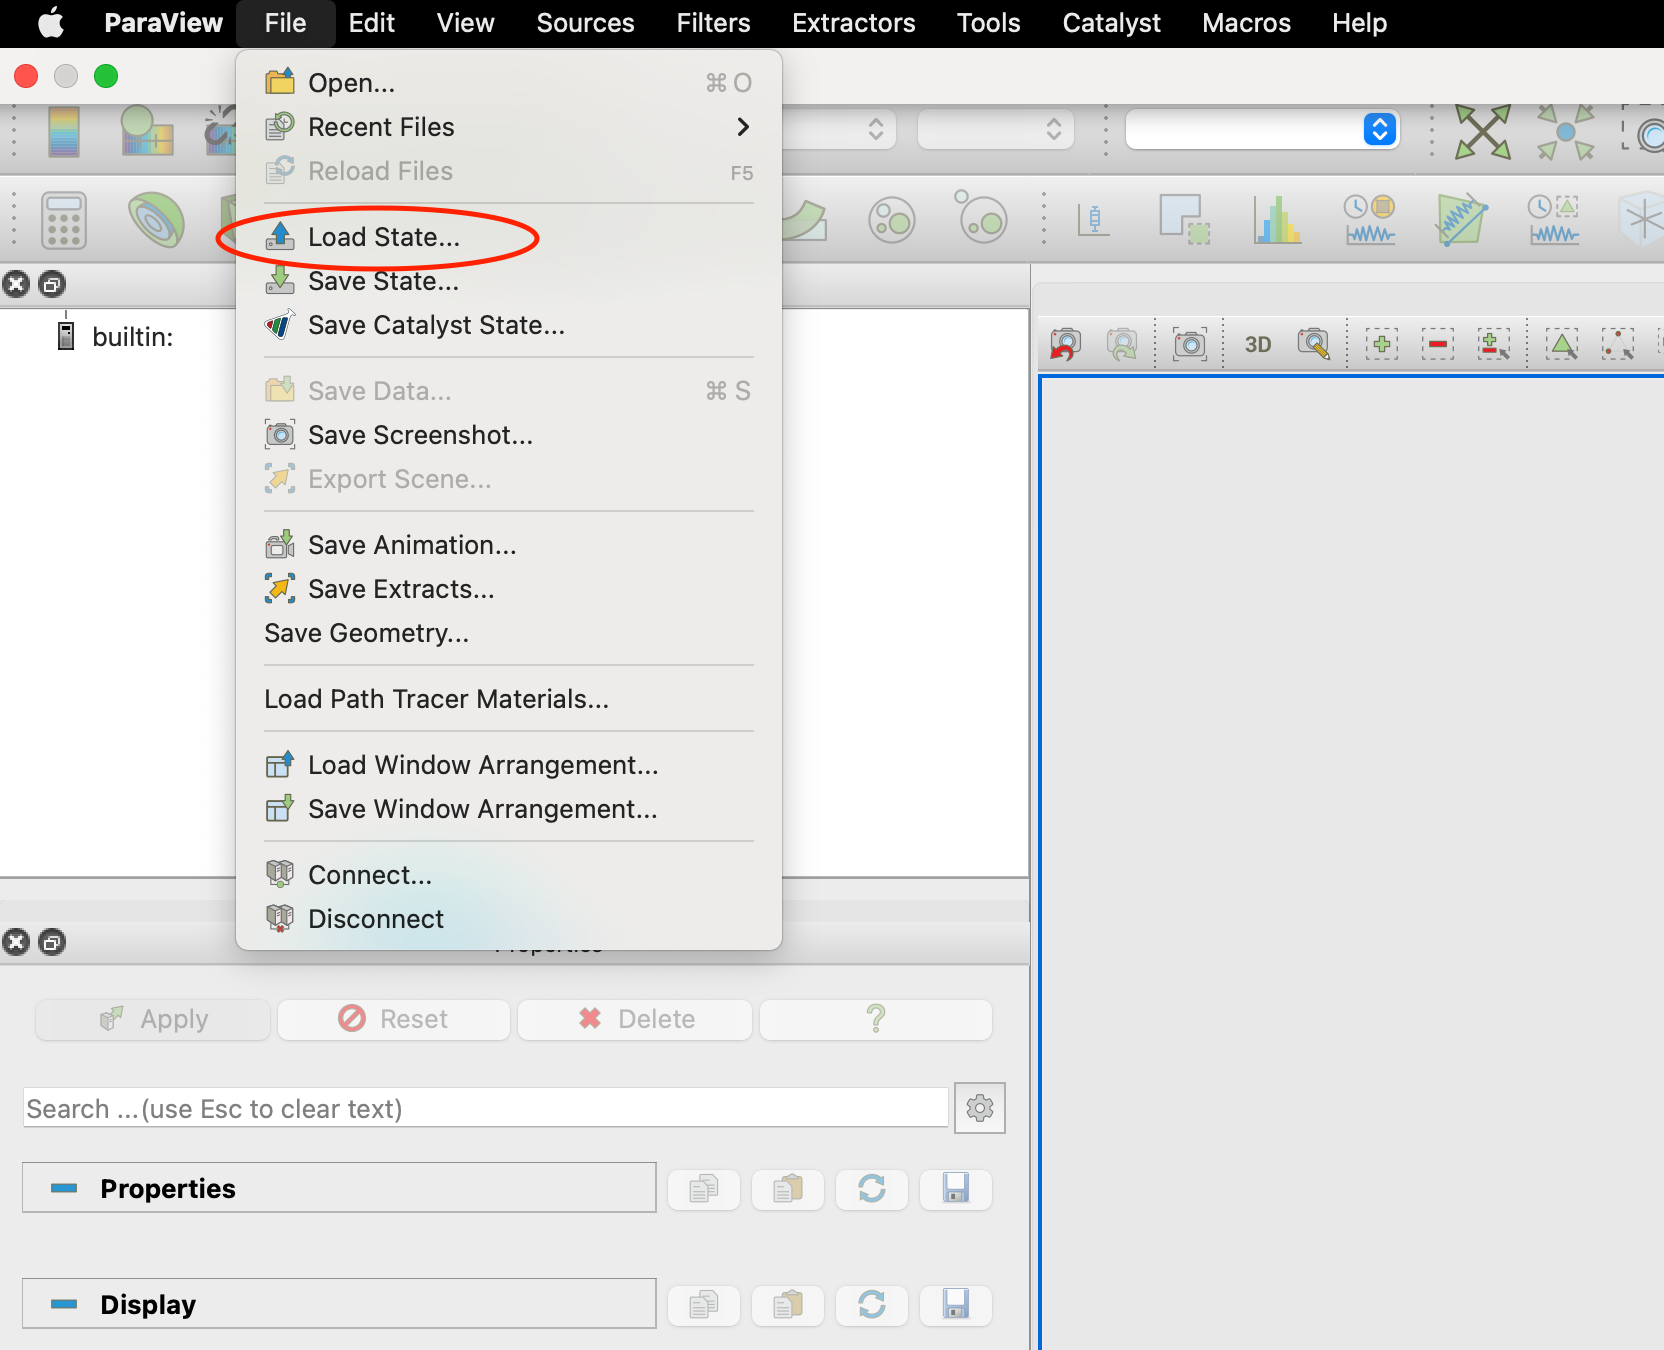 ParaView File Edit View Sources Filters Extractors Tools Catalyst Macros Help
Open... ⌘ O
Recent Files
Reload Files F5
Load State...
Save State...
Save Catalyst State...
Save Data... ⌘ S
Save Screenshot...
Export Scene...
Save Animation...
Save Extracts...
Save Geometry...
Load Path Tracer Materials...
Load Window Arrangement...
Save Window Arrangement...
Connect...
Disconnect
builtin:
3D
Properties
Apply Reset Delete ?
Search ...(use Esc to clear text)
Properties
Display